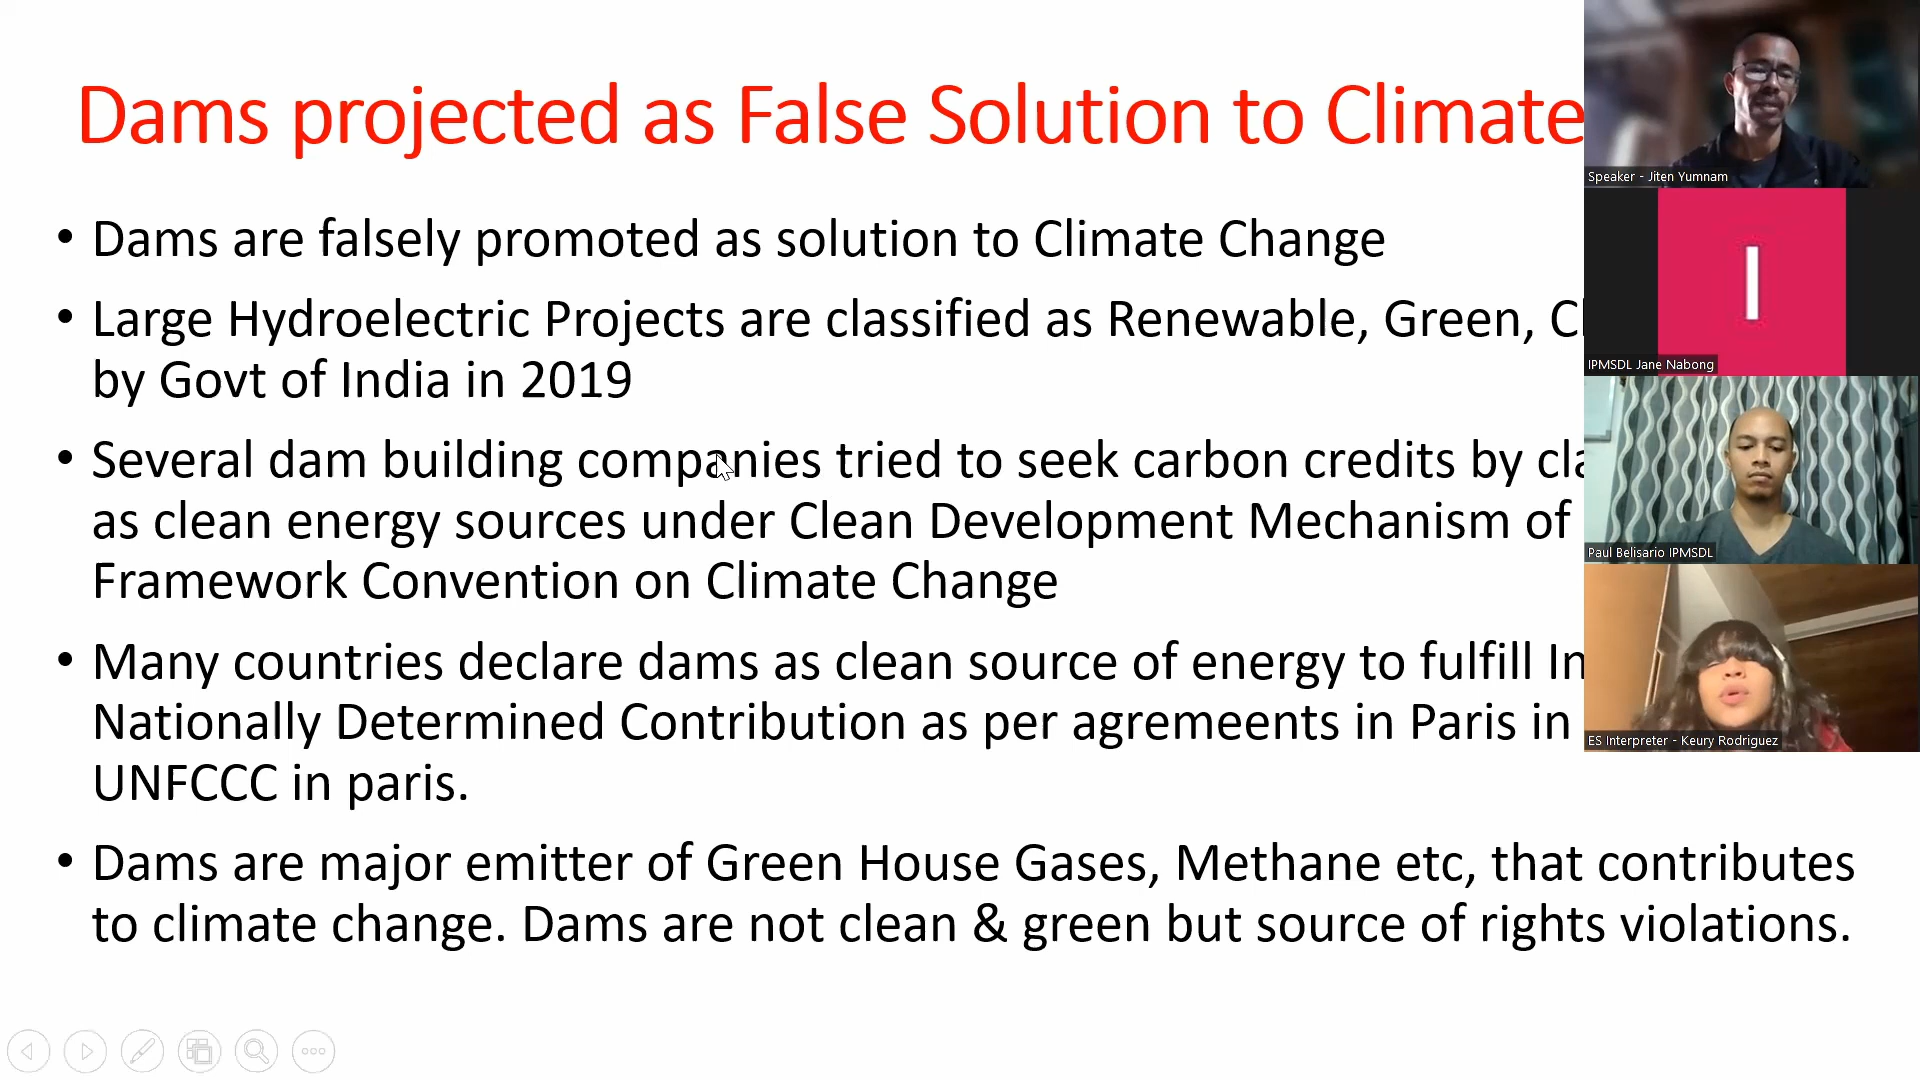 Dams projected as False Solution to Climate
• Dams are falsely promoted as solution to Climate Change
• Large Hydroelectric Projects are classified as Renewable, Green,
by Govt of India in 2019
• Several dam building companies tried to seek carbon credits by
as clean energy sources under Clean Development Mechanism of
Framework Convention on Climate Change
• Many countries declare dams as clean source of energy to fulfill
Nationally Determined Contribution as per agremeents in Paris in
UNFCCC in paris.
• Dams are major emitter of Green House Gases, Methane etc, that contributes
to climate change. Dams are not clean & green but source of rights violations.
Speaker - Jiten Yumnam
I
IPMSDL Jane Nabong
Paul Belisario IPMSDL
ES Interpreter - Keury Rodriguez